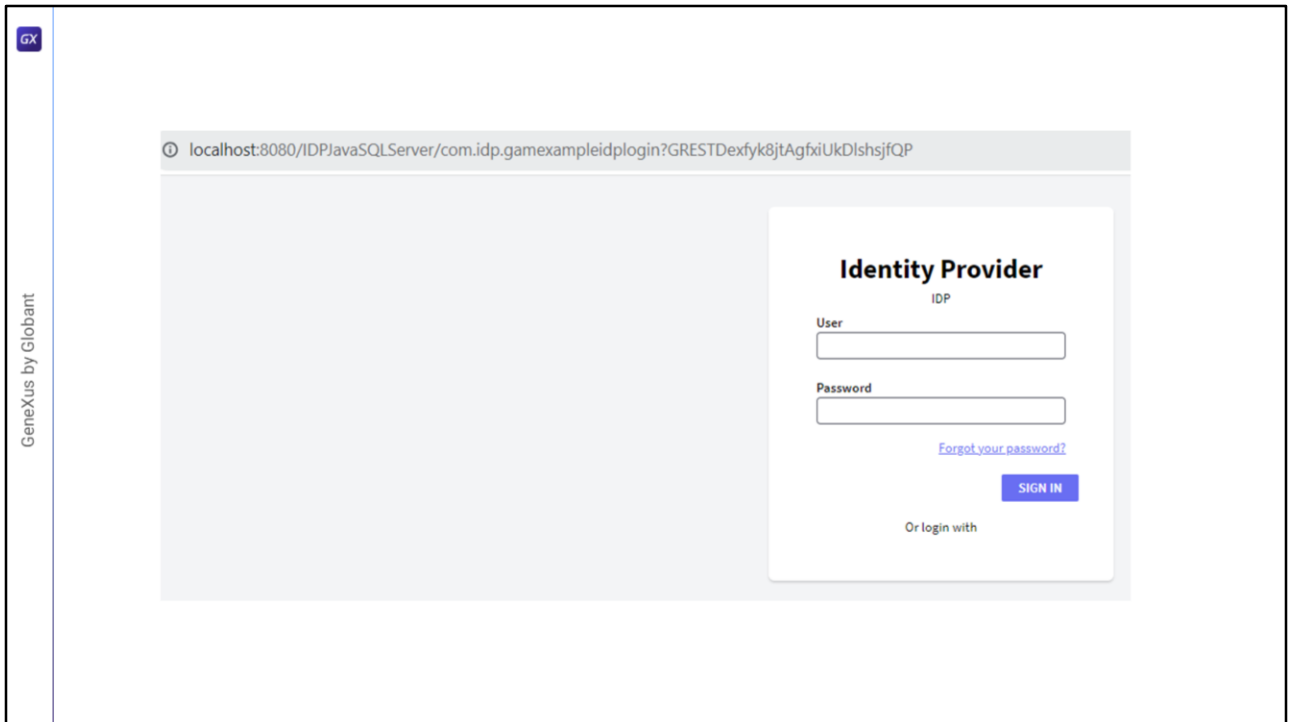 GX
GeneXus by Globant
localhost:8080/IDPJavaSQLServer/com.idp.gamexampleidplogin?GRESTDexfyk8jtAgfxiUkDlshsjfQP
Identity Provider
IDP
User
Password
Forgot your password?
SIGN IN
Or login with